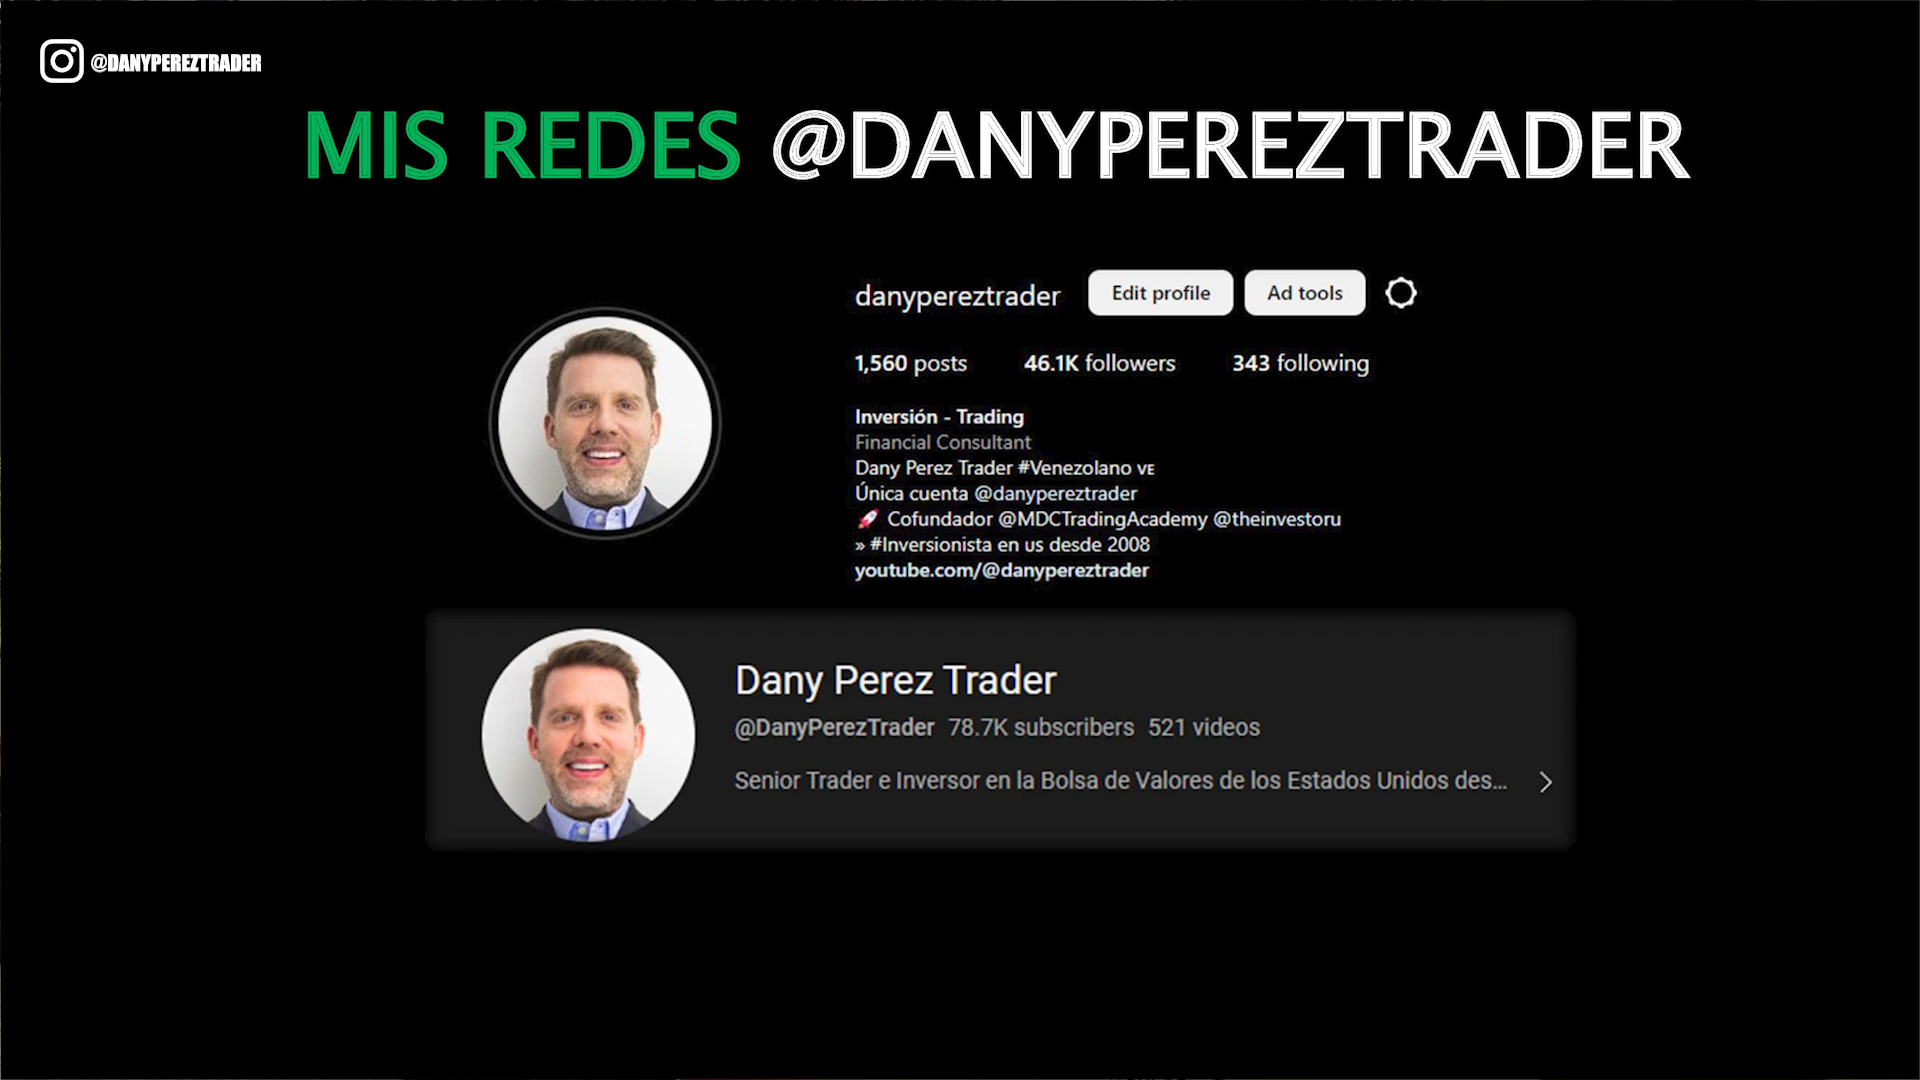 @DANYPEREZTRADER
MIS REDES @DANYPEREZTRADER
danypereztrader Edit profile Ad tools
1,560 posts 46.1K followers 343 following
Inversión - Trading
Financial Consultant
Dany Perez Trader #Venezolano VE
Única cuenta @danypereztrader
🚀 Cofundador @MDCTradingAcademy @theinvestoru
» #Inversionista en US desde 2008
youtube.com/@danypereztrader
Dany Perez Trader
@DanyPerezTrader 78.7K subscribers 521 videos
Senior Trader e Inversor en la Bolsa de Valores de los Estados Unidos des...